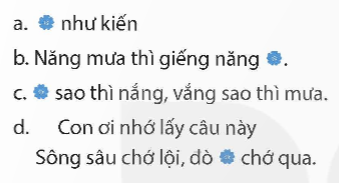 a. như kiến
b. Năng mưa thì giếng năng .
c. sao thì nắng, vắng sao thì mưa.
d. Con ơi nhớ lấy câu này
Sông sâu chớ lội, đò chớ qua.